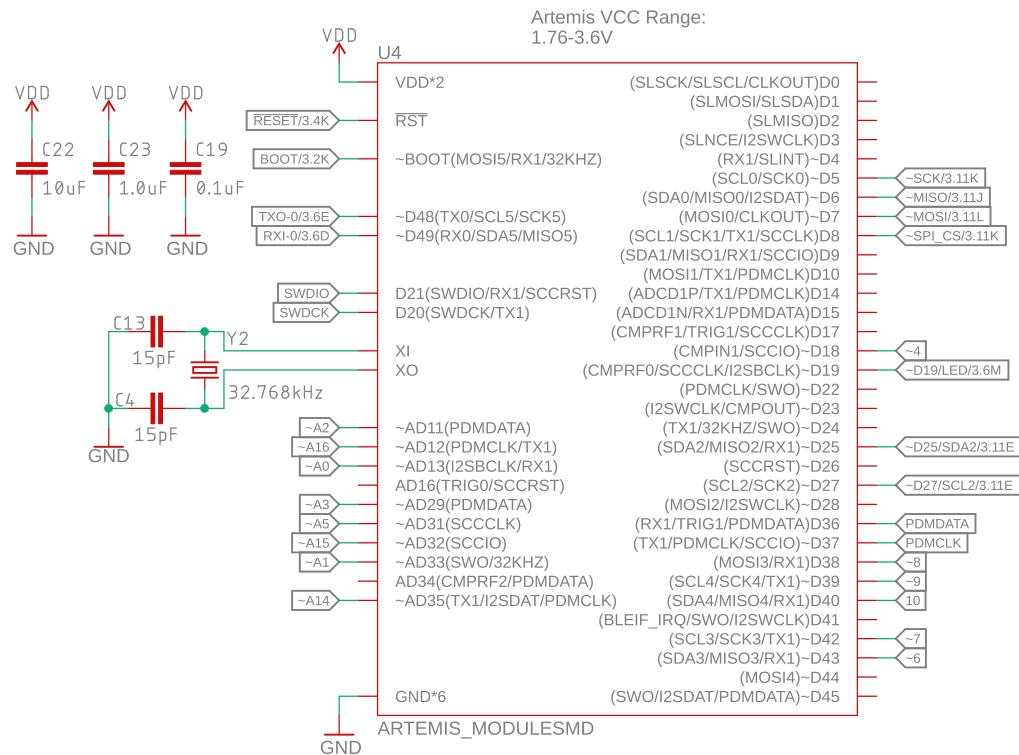 Artemis VCC Range:
1.76-3.6V
VDD
U4
VDD
VDD
VDD
C22
10uF
C23
1.0uF
C19
0.1uF
GND
GND
GND
RESET/3.4K
BOOT/3.2K
TXO-0/3.6E
RXI-0/3.6D
SWDIO
SWDCK
C13
15pF
Y2
32.768kHz
C4
15pF
GND
~A2
~A16
~A0
~A3
~A5
~A15
~A1
~A14
GND
VDD*2
RST
~BOOT(MOSI5/RX1/32KHZ)
~D48(TX0/SCL5/SCK5)
~D49(RX0/SDA5/MISO5)
D21(SWDIO/RX1/SCCRST)
D20(SWDCK/TX1)
XI
XO
~AD11(PDMDATA)
~AD12(PDMCLK/TX1)
~AD13(I2SBCLK/RX1)
AD16(TRIG0/SCCRST)
~AD29(PDMDATA)
~AD31(SCCCLK)
~AD32(SCCIO)
~AD33(SWO/32KHZ)
AD34(CMPRF2/PDMDATA)
~AD35(TX1/I2SDAT/PDMCLK)
GND*6
(SLSCK/SLSCL/CLKOUT)D0
(SLMOSI/SLSDA)D1
(SLMISO)D2
(SLNCE/I2SWCLK)D3
(RX1/SLINT)~D4
(SCL0/SCK0)~D5
(SDA0/MISO0/I2SDAT)~D6
(MOSI0/CLKOUT)~D7
(SCL1/SCK1/TX1/SCCLK)D8
(SDA1/MISO1/RX1/SCCIO)D9
(MOSI1/TX1/PDMCLK)D10
(ADCD1P/TX1/PDMCLK)D14
(ADCD1N/RX1/PDMDATA)D15
(CMPRF1/TRIG1/SCCCLK)D17
(CMPIN1/SCCIO)~D18
(CMPRF0/SCCCLK/I2SBCLK)~D19
(PDMCLK/SWO)~D22
(I2SWCLK/CMPOUT)~D23
(TX1/32KHZ/SWO)~D24
(SDA2/MISO2/RX1)~D25
(SCCRST)~D26
(SCL2/SCK2)~D27
(MOSI2/I2SWCLK)~D28
(RX1/TRIG1/PDMDATA)D36
(TX1/PDMCLK/SCCIO)~D37
(MOSI3/RX1)D38
(SCL4/SCK4/TX1)~D39
(SDA4/MISO4/RX1)D40
(BLEIF_IRQ/SWO/I2SWCLK)D41
(SCL3/SCK3/TX1)~D42
(SDA3/MISO3/RX1)~D43
(MOSI4)~D44
(SWO/I2SDAT/PDMDATA)~D45
~SCK/3.11K
~MISO/3.11J
~MOSI/3.11L
~SPI_CS/3.11K
~4
~D19/LED/3.6M
~D25/SDA2/3.11E
~D27/SCL2/3.11E
PDMDATA
PDMCLK
~8
~9
10
~7
~6
ARTEMIS_MODULESMD